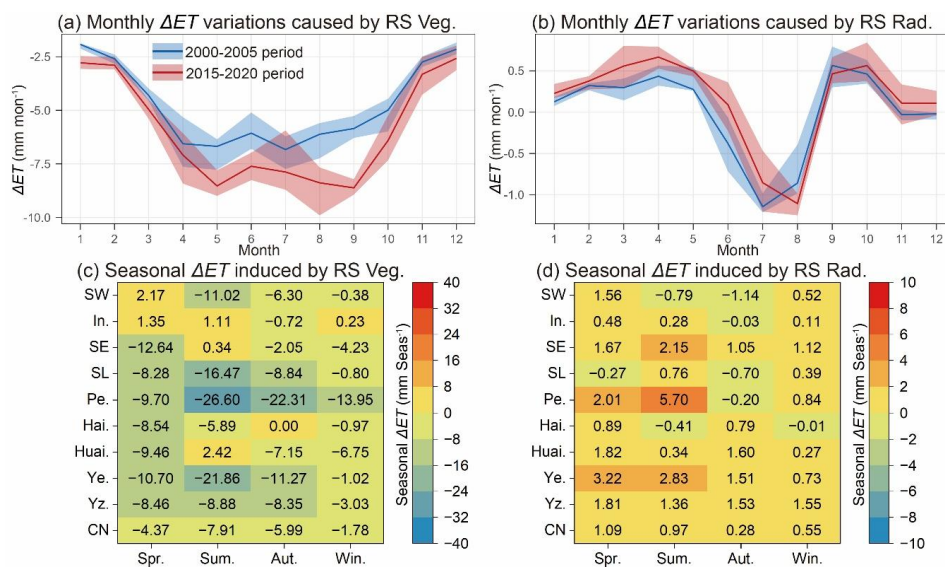 (a) Monthly ΔET variations caused by RS Veg.
2000-2005 period
2015-2020 period
ΔET (mm mon⁻¹)
-2.5
-5.0
-7.5
-10.0
1 2 3 4 5 6 7 8 9 10 11 12
Month
(b) Monthly ΔET variations caused by RS Rad.
ΔET (mm mon⁻¹)
0.5
0.0
-0.5
-1.0
1 2 3 4 5 6 7 8 9 10 11 12
Month
(c) Seasonal ΔET induced by RS Veg.
SW 2.17 −11.02 −6.30 −0.38
In. 1.35 1.11 −0.72 0.23
SE −12.64 0.34 −2.05 −4.23
SL −8.28 −16.47 −8.84 −0.80
Pe. −9.70 −26.60 −22.31 −13.95
Hai. −8.54 −5.89 0.00 −0.97
Huai. −9.46 2.42 −7.15 −6.75
Ye. −10.70 −21.86 −11.27 −1.02
Yz. −8.46 −8.88 −8.35 −3.03
CN −4.37 −7.91 −5.99 −1.78
Spr. Sum. Aut. Win.
40
32
24
16
8
0
−8
−16
−24
−32
−40
Seasonal ΔET (mm Seas⁻¹)
(d) Seasonal ΔET induced by RS Rad.
SW 1.56 −0.79 −1.14 0.52
In. 0.48 0.28 −0.03 0.11
SE 1.67 2.15 1.05 1.12
SL −0.27 0.76 −0.70 0.39
Pe. 2.01 5.70 −0.20 0.84
Hai. 0.89 −0.41 0.79 −0.01
Huai. 1.82 0.34 1.60 0.27
Ye. 3.22 2.83 1.51 0.73
Yz. 1.81 1.36 1.53 1.55
CN 1.09 0.97 0.28 0.55
Spr. Sum. Aut. Win.
10
8
6
4
2
0
−2
−4
−6
−8
−10
Seasonal ΔET (mm Seas⁻¹)